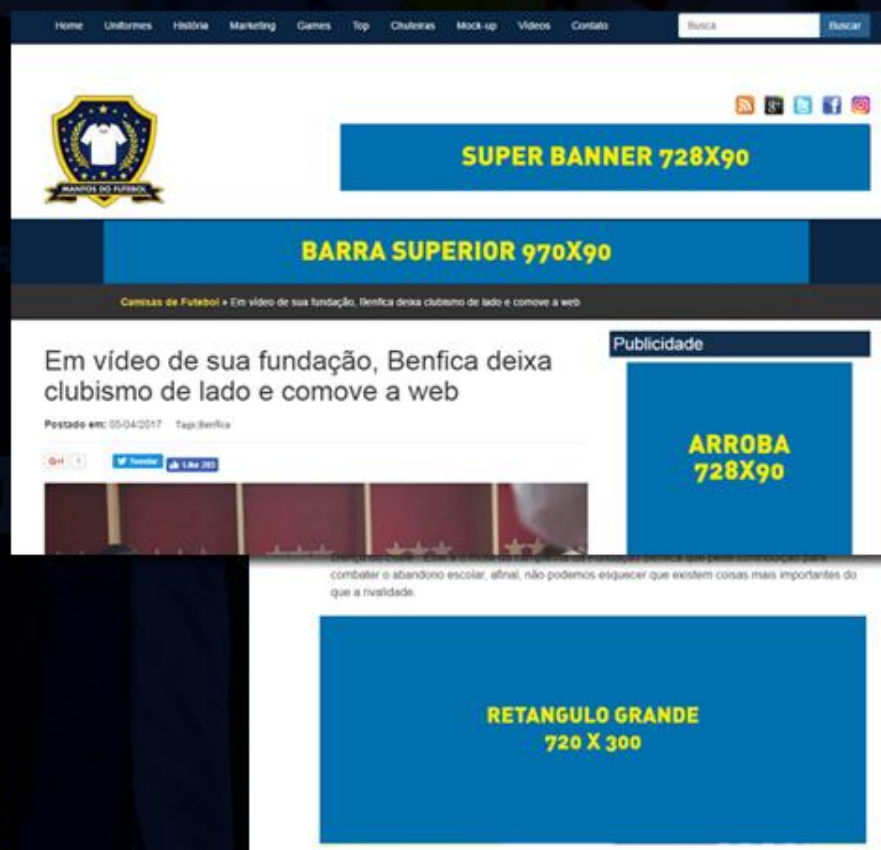 Home Uniformes História Marketing Games Top Chuteiras Mock-up Vídeos Contato Busca Buscar
MANTOS DO FUTEBOL
SUPER BANNER 728X90
BARRA SUPERIOR 970X90
Camisas de Futebol » Em vídeo de sua fundação, Benfica deixa clubismo de lado e comove a web
Em vídeo de sua fundação, Benfica deixa
clubismo de lado e comove a web
Postado em: 05/04/2017 Tags:Benfica
Tweetar Like 283
Publicidade
ARROBA
728X90
combater o abandono escolar, afinal, não podemos esquecer que existem coisas mais importantes do
que a rivalidade.
RETANGULO GRANDE
720 X 300